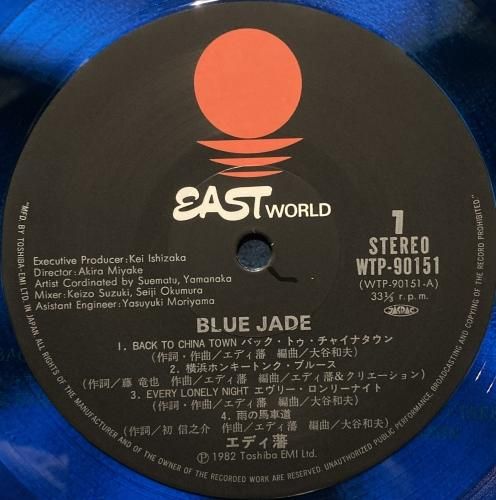 EAST WORLD
1
STEREO
WTP-90151
(WTP-90151-A)
33⅓ r.p.m.
Executive Producer:Kei Ishizaka
Director:Akira Miyake
Artist Cordinated by Suematu, Yamanaka
Mixer:Keizo Suzuki, Seiji Okumura
Asistant Engineer:Yasuyuki Moriyama
BLUE JADE
1. BACK TO CHINA TOWN バック・トゥ・チャイナタウン
(作詞・作曲/エディ藩 編曲/大谷和夫)
2. 横浜ホンキートンク・ブルース
(作詞/藤 竜也 作曲/エディ藩 編曲/エディ藩&クリエーション)
3. EVERY LONELY NIGHT エヴリー・ロンリーナイト
(作詞・作曲/エディ藩 編曲/大谷和夫)
4. 雨の馬車道
(作詞/初 信之介 作曲/エディ藩 編曲/大谷和夫)
エディ藩
Ⓟ1982 Toshiba EMI Ltd.
"MFD. BY TOSHIBA-EMI LTD. IN JAPAN ALL RIGHTS OF THE MANUFACTURER AND OF THE OWNER OF THE RECORDED WORK ARE RESERVED. UNAUTHORIZED PUBLIC PERFORMANCE, BROADCASTING AND COPYING OF THE RECORD PROHIBITED"